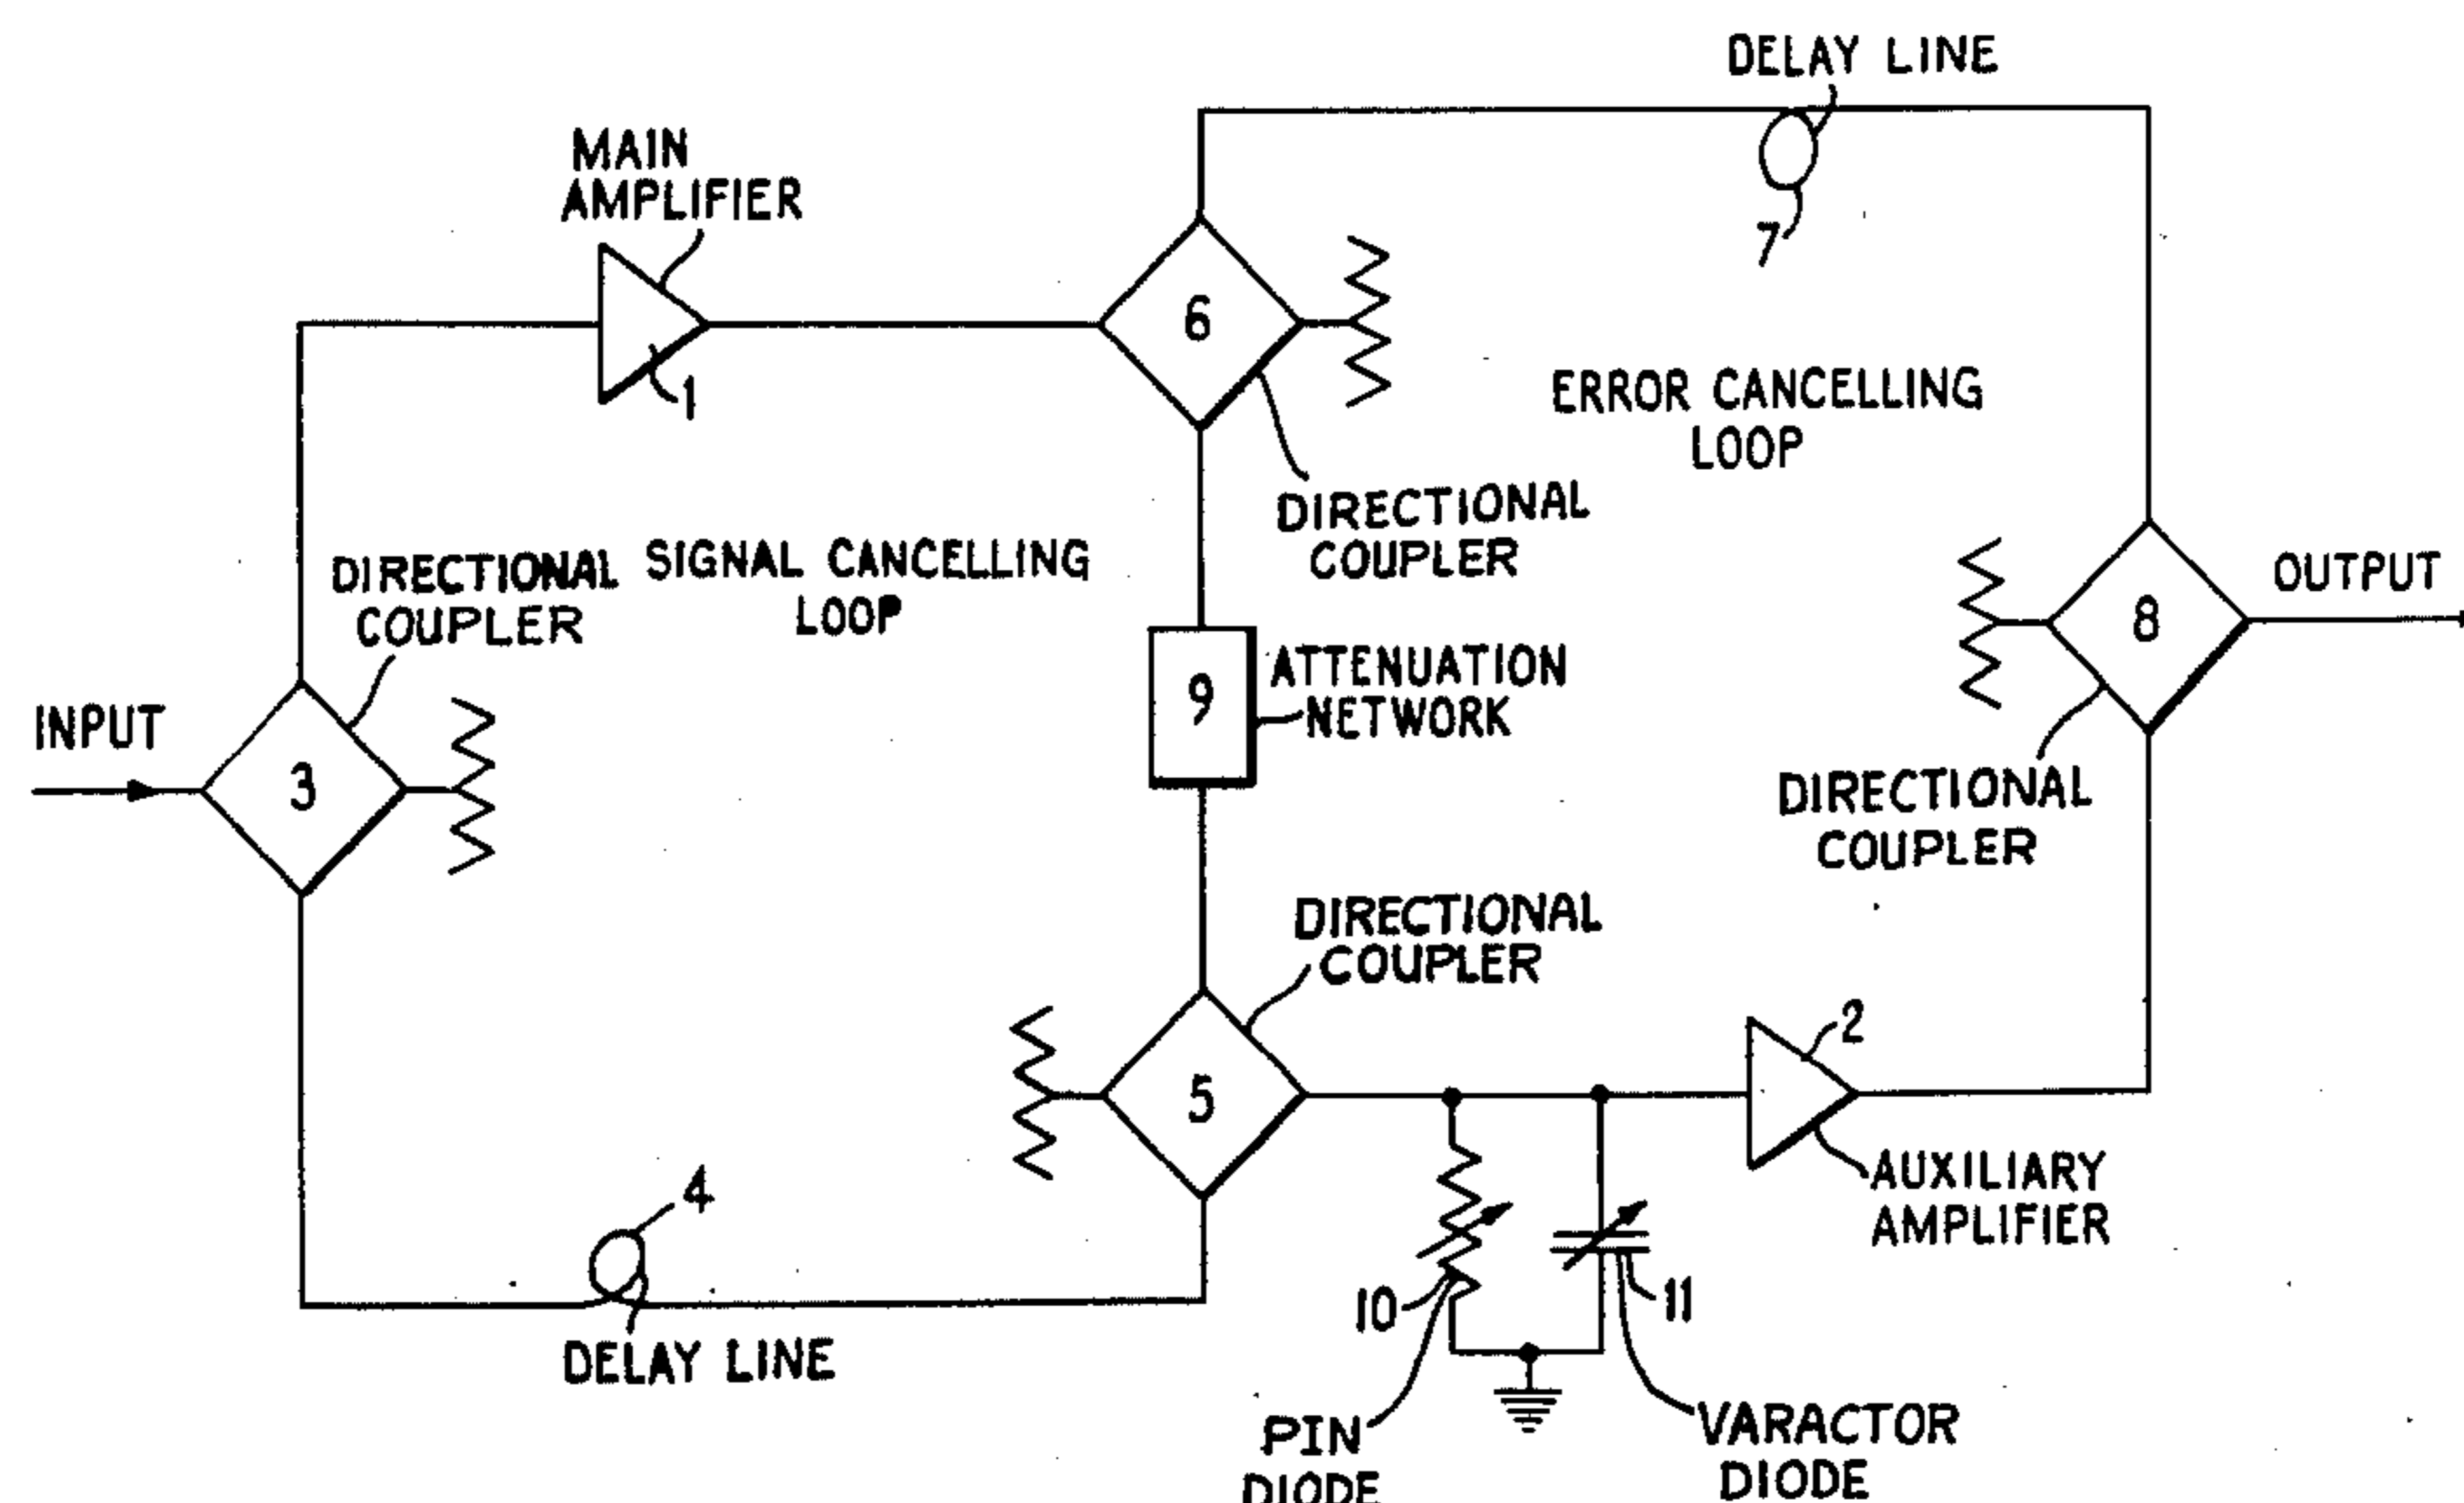 DELAY LINE
7
MAIN
AMPLIFIER
1
6
ERROR CANCELLING
LOOP
DIRECTIONAL
COUPLER
SIGNAL CANCELLING
LOOP
DIRECTIONAL
COUPLER
OUTPUT
8
INPUT
3
9
ATTENUATION
NETWORK
DIRECTIONAL
COUPLER
DIRECTIONAL
COUPLER
5
2
AUXILIARY
AMPLIFIER
4
DELAY LINE
10
11
PIN
DIODE
VARACTOR
DIODE